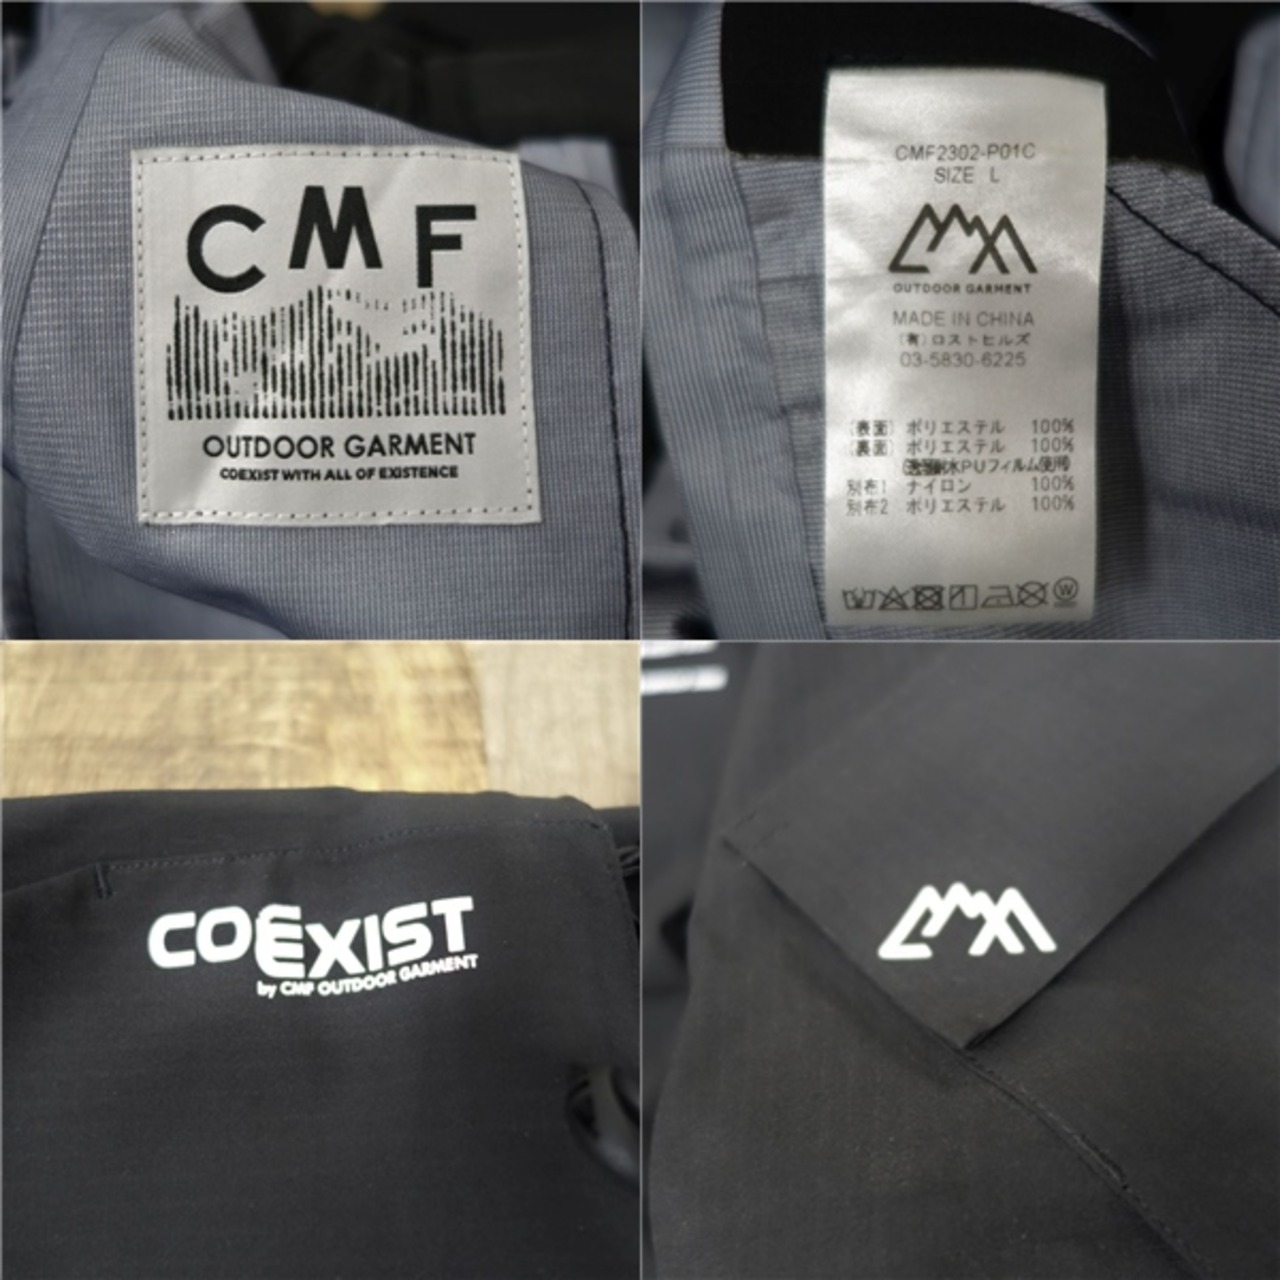 CMF
OUTDOOR GARMENT
COEXIST WITH ALL OF EXISTENCE
CMF2302-P01C
SIZE L
OUTDOOR GARMENT
MADE IN CHINA
(有)ロストヒルズ
03-5830-6225
(表面) ポリエステル 100%
(裏面) ポリエステル 100%
水PUフィルム使用)
別布1 ナイロン 100%
別布2 ポリエステル 100%
W
COEXIST
by CMF OUTDOOR GARMENT